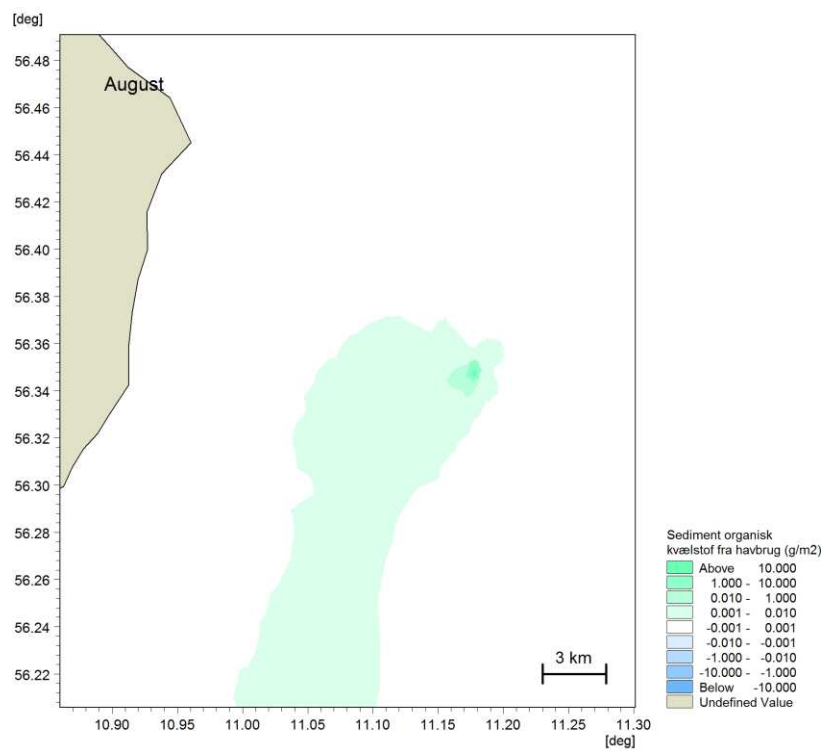 [deg]
56.48
August
56.46
56.44
56.42
56.40
56.38
56.36
56.34
56.32
56.30
56.28
56.26
56.24
56.22
3 km
10.90 10.95 11.00 11.05 11.10 11.15 11.20 11.25 11.30
[deg]
Sediment organisk
kvælstof fra havbrug (g/m2)
Above 10.000
1.000 - 10.000
0.010 - 1.000
0.001 - 0.010
-0.001 - 0.001
-0.010 - -0.001
-1.000 - -0.010
-10.000 - -1.000
Below -10.000
Undefined Value